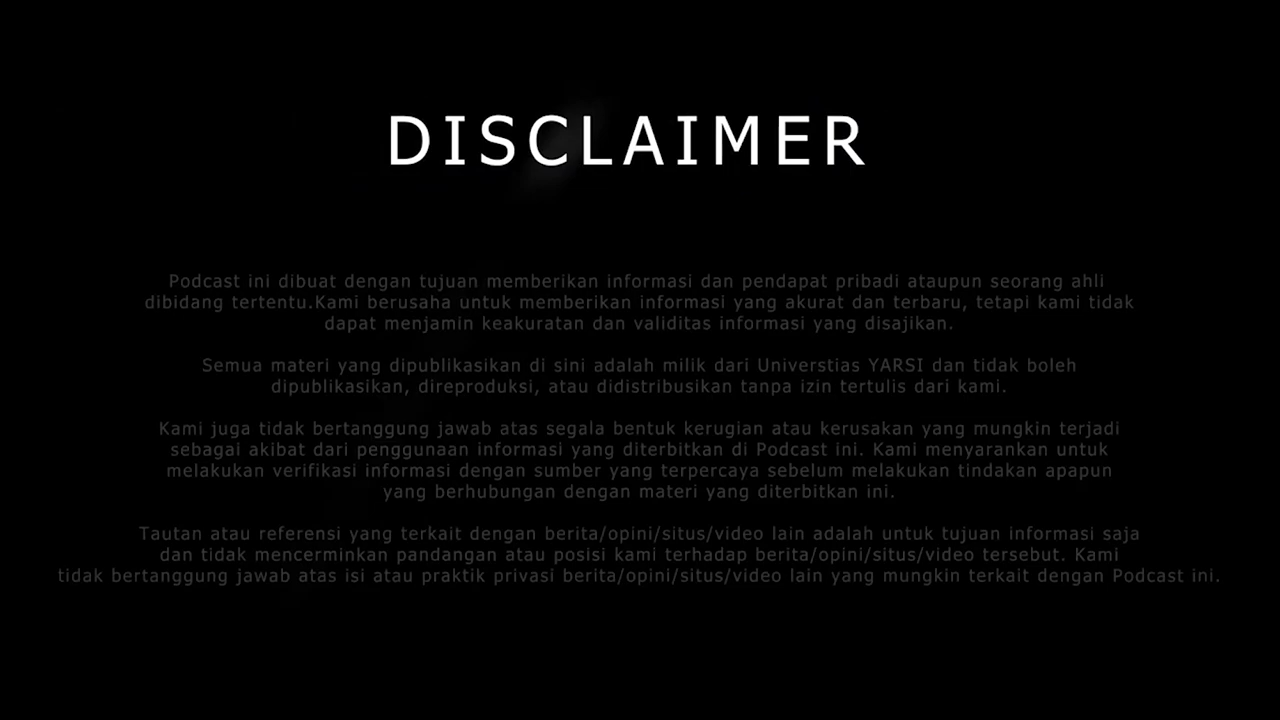 DISCLAIMER
Podcast ini dibuat dengan tujuan memberikan informasi dan pendapat pribadi ataupun seorang ahli
dibidang tertentu.Kami berusaha untuk memberikan informasi yang akurat dan terbaru, tetapi kami tidak
dapat menjamin keakuratan dan validitas informasi yang disajikan.
Semua materi yang dipublikasikan di sini adalah milik dari Universtias YARSI dan tidak boleh
dipublikasikan, direproduksi, atau didistribusikan tanpa izin tertulis dari kami.
Kami juga tidak bertanggung jawab atas segala bentuk kerugian atau kerusakan yang mungkin terjadi
sebagai akibat dari penggunaan informasi yang diterbitkan di Podcast ini. Kami menyarankan untuk
melakukan verifikasi informasi dengan sumber yang terpercaya sebelum melakukan tindakan apapun
yang berhubungan dengan materi yang diterbitkan ini.
Tautan atau referensi yang terkait dengan berita/opini/situs/video lain adalah untuk tujuan informasi saja
dan tidak mencerminkan pandangan atau posisi kami terhadap berita/opini/situs/video tersebut. Kami
tidak bertanggung jawab atas isi atau praktik privasi berita/opini/situs/video lain yang mungkin terkait dengan Podcast ini.